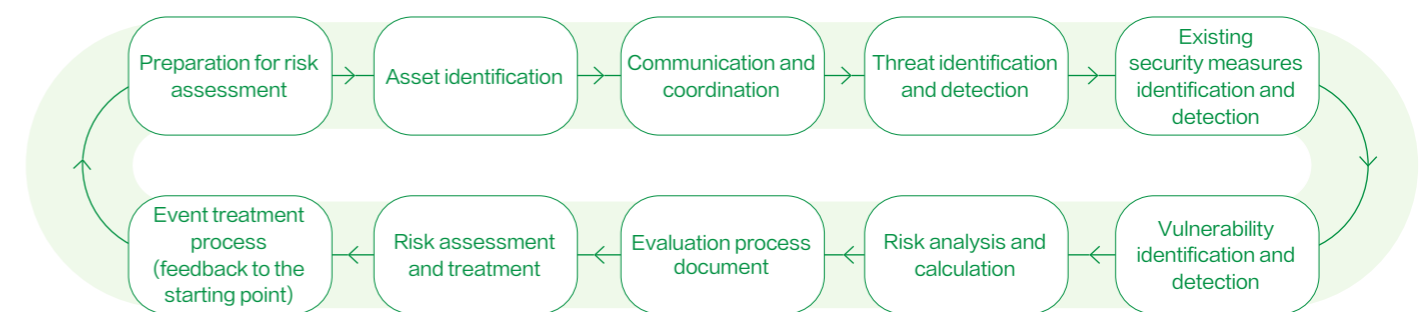 Preparation for risk
assessment
Asset identification
Communication and
coordination
Threat identification
and detection
Existing
security measures
identification and
detection
Vulnerability
identification and
detection
Risk analysis and
calculation
Evaluation process
document
Risk assessment
and treatment
Event treatment
process
(feedback to the
starting point)